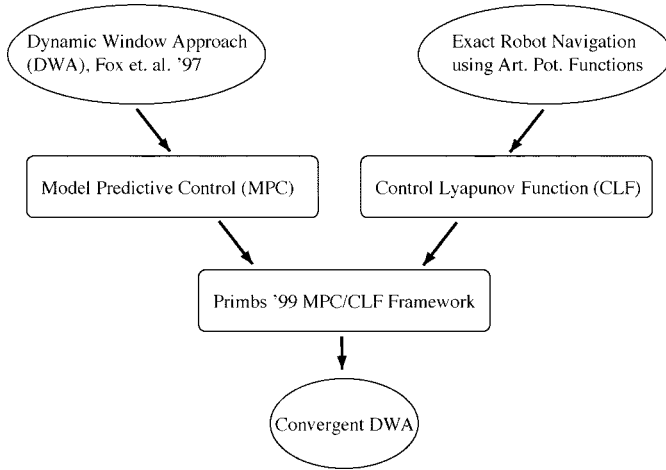 Dynamic Window Approach
(DWA), Fox et. al. '97
Exact Robot Navigation
using Art. Pot. Functions
Model Predictive Control (MPC)
Control Lyapunov Function (CLF)
Primbs '99 MPC/CLF Framework
Convergent DWA